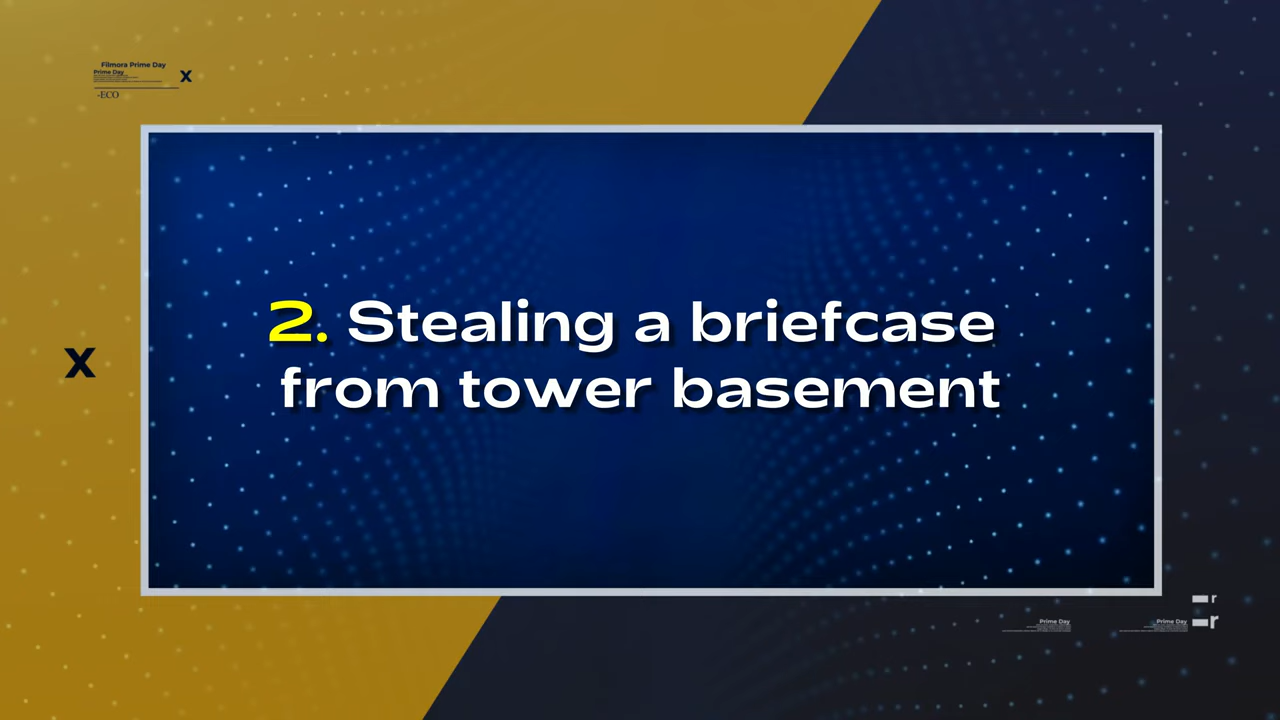 Filmora Prime Day
Prime Day
x
-ECO
2. Stealing a briefcase
from tower basement
x
r
Prime Day
Prime Day
r